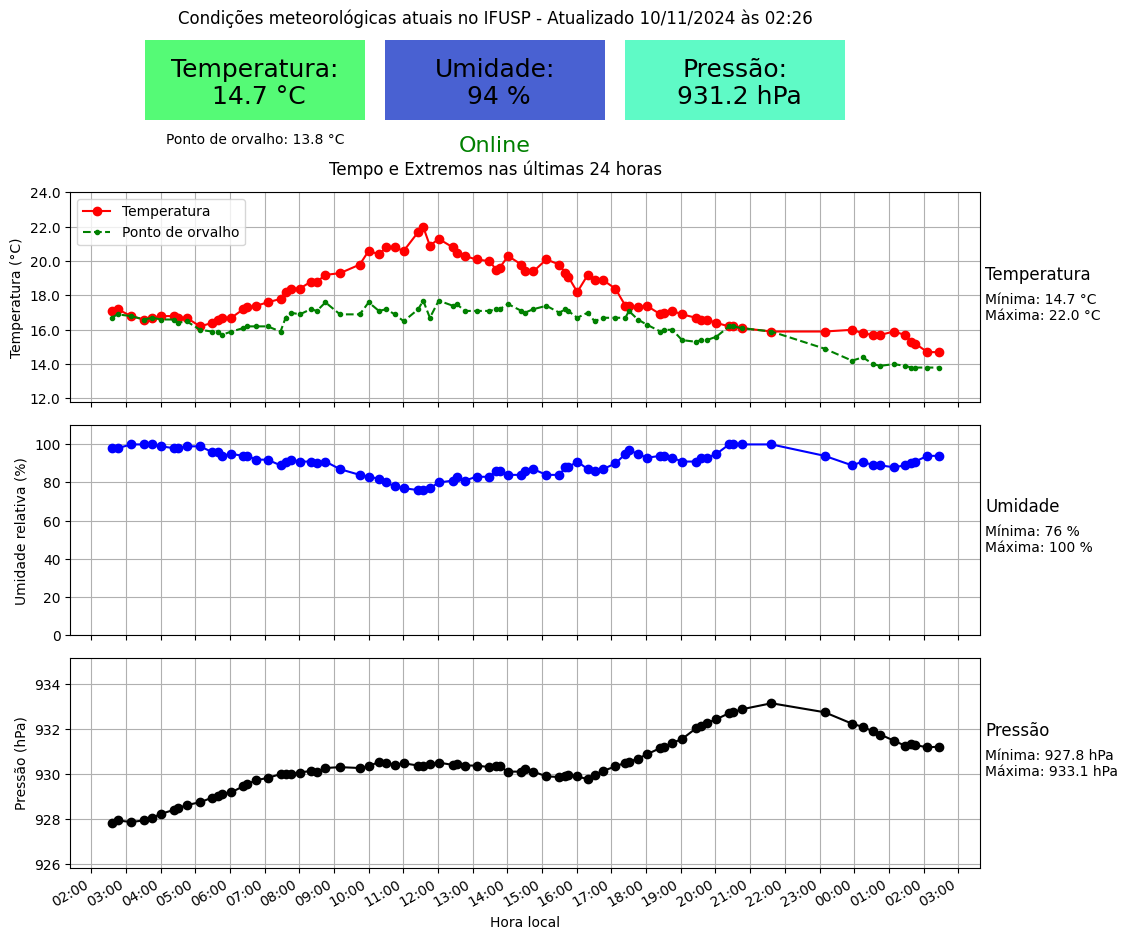 Condições meteorológicas atuais no IFUSP - Atualizado 10/11/2024 às 02:26
Temperatura:
14.7 °C
Umidade:
94 %
Pressão:
931.2 hPa
Ponto de orvalho: 13.8 °C
Online
Tempo e Extremos nas últimas 24 horas
Temperatura (°C)
24.0
22.0
20.0
18.0
16.0
14.0
12.0
Temperatura
Ponto de orvalho
Temperatura
Mínima: 14.7 °C
Máxima: 22.0 °C
Umidade relativa (%)
100
80
60
40
20
0
Umidade
Mínima: 76 %
Máxima: 100 %
Pressão (hPa)
934
932
930
928
926
Pressão
Mínima: 927.8 hPa
Máxima: 933.1 hPa
02:00 03:00 04:00 05:00 06:00 07:00 08:00 09:00 10:00 11:00 12:00 13:00 14:00 15:00 16:00 17:00 18:00 19:00 20:00 21:00 22:00 23:00 00:00 01:00 02:00 03:00
Hora local